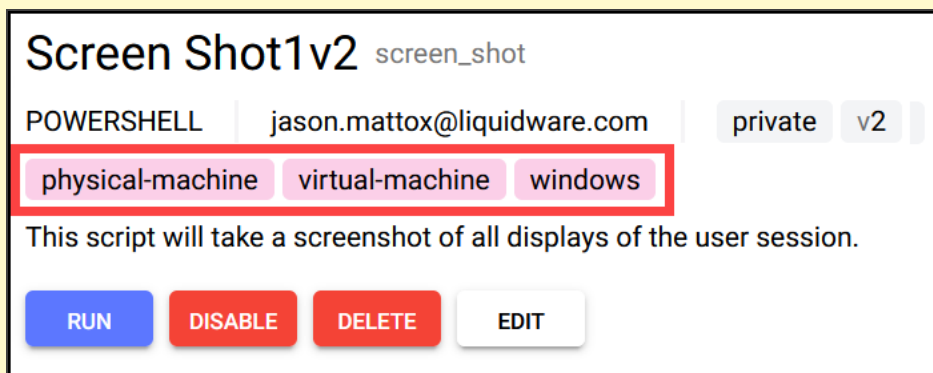 Screen Shot1v2 screen_shot
POWERSHELL jason.mattox@liquidware.com private v2
physical-machine virtual-machine windows
This script will take a screenshot of all displays of the user session.
RUN DISABLE DELETE EDIT